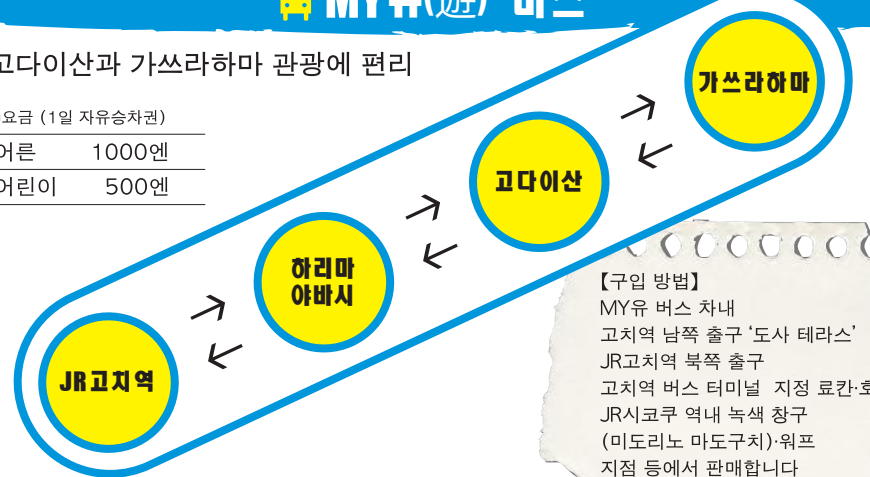 MY유(遊) 버스
고다이산과 가쓰라하마 관광에 편리
요금 (1일 자유승차권)
어른 1000엔
어린이 500엔
가쓰라하마
고다이산
하리마
야바시
JR고치역
【구입 방법】
MY유 버스 차내
고치역 남쪽 출구 ‘도사 테라스’
JR고치역 북쪽 출구
고치역 버스 터미널 지정 료칸·호
JR시코쿠 역내 녹색 창구
(미도리노 마도구치)·워프
지점 등에서 판매합니다